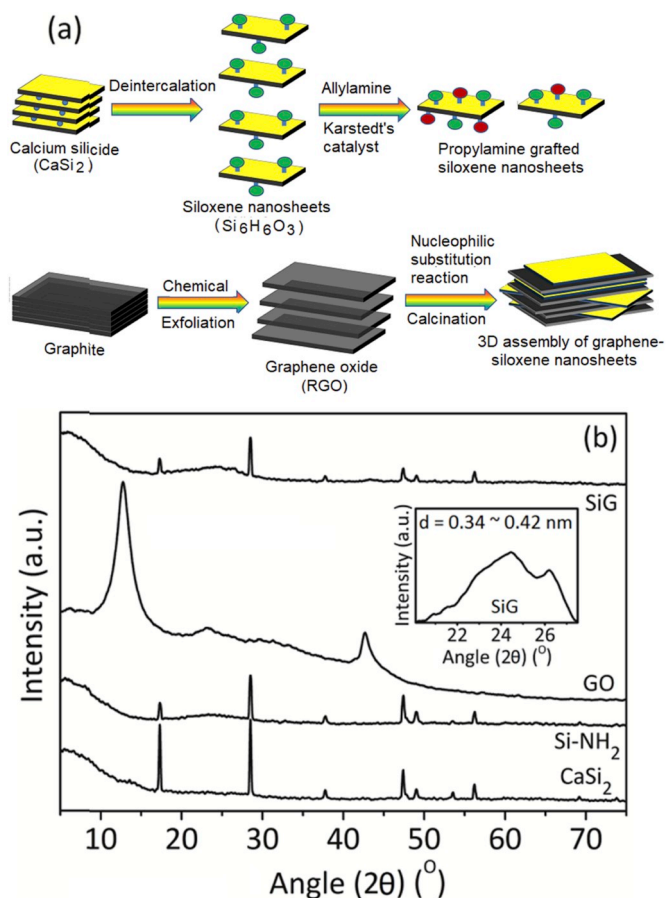 (a)
Deintercalation
Allylamine
Karstedt's
catalyst
Calcium silicide
(CaSi2)
Siloxene nanosheets
(Si6H6O3)
Propylamine grafted
siloxene nanosheets
Chemical
Exfoliation
Nucleophilic
substitution
reaction
Calcination
Graphite
Graphene oxide
(RGO)
3D assembly of graphene-
siloxene nanosheets
(b)
SiG
d = 0.34 ~ 0.42 nm
Intensity (a.u.)
SiG
22 24 26
Angle (2θ) (O)
GO
Si-NH2
CaSi2
Intensity (a.u.)
10 20 30 40 50 60 70
Angle (2θ) (O)